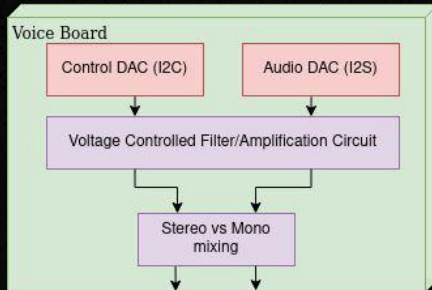 Voice Board
Control DAC (I2C)
Audio DAC (I2S)
Voltage Controlled Filter/Amplification Circuit
Stereo vs Mono
mixing